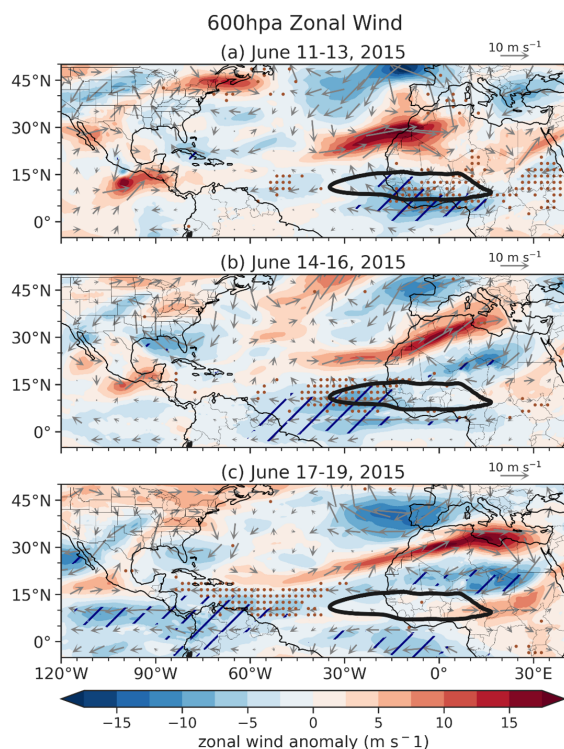 600hpa Zonal Wind
(a) June 11-13, 2015
10 m s⁻¹
45°N
30°N
15°N
0°
(b) June 14-16, 2015
10 m s⁻¹
45°N
30°N
15°N
0°
(c) June 17-19, 2015
10 m s⁻¹
45°N
30°N
15°N
0°
120°W 90°W 60°W 30°W 0° 30°E
−15 −10 −5 0 5 10 15
zonal wind anomaly (m s−1)